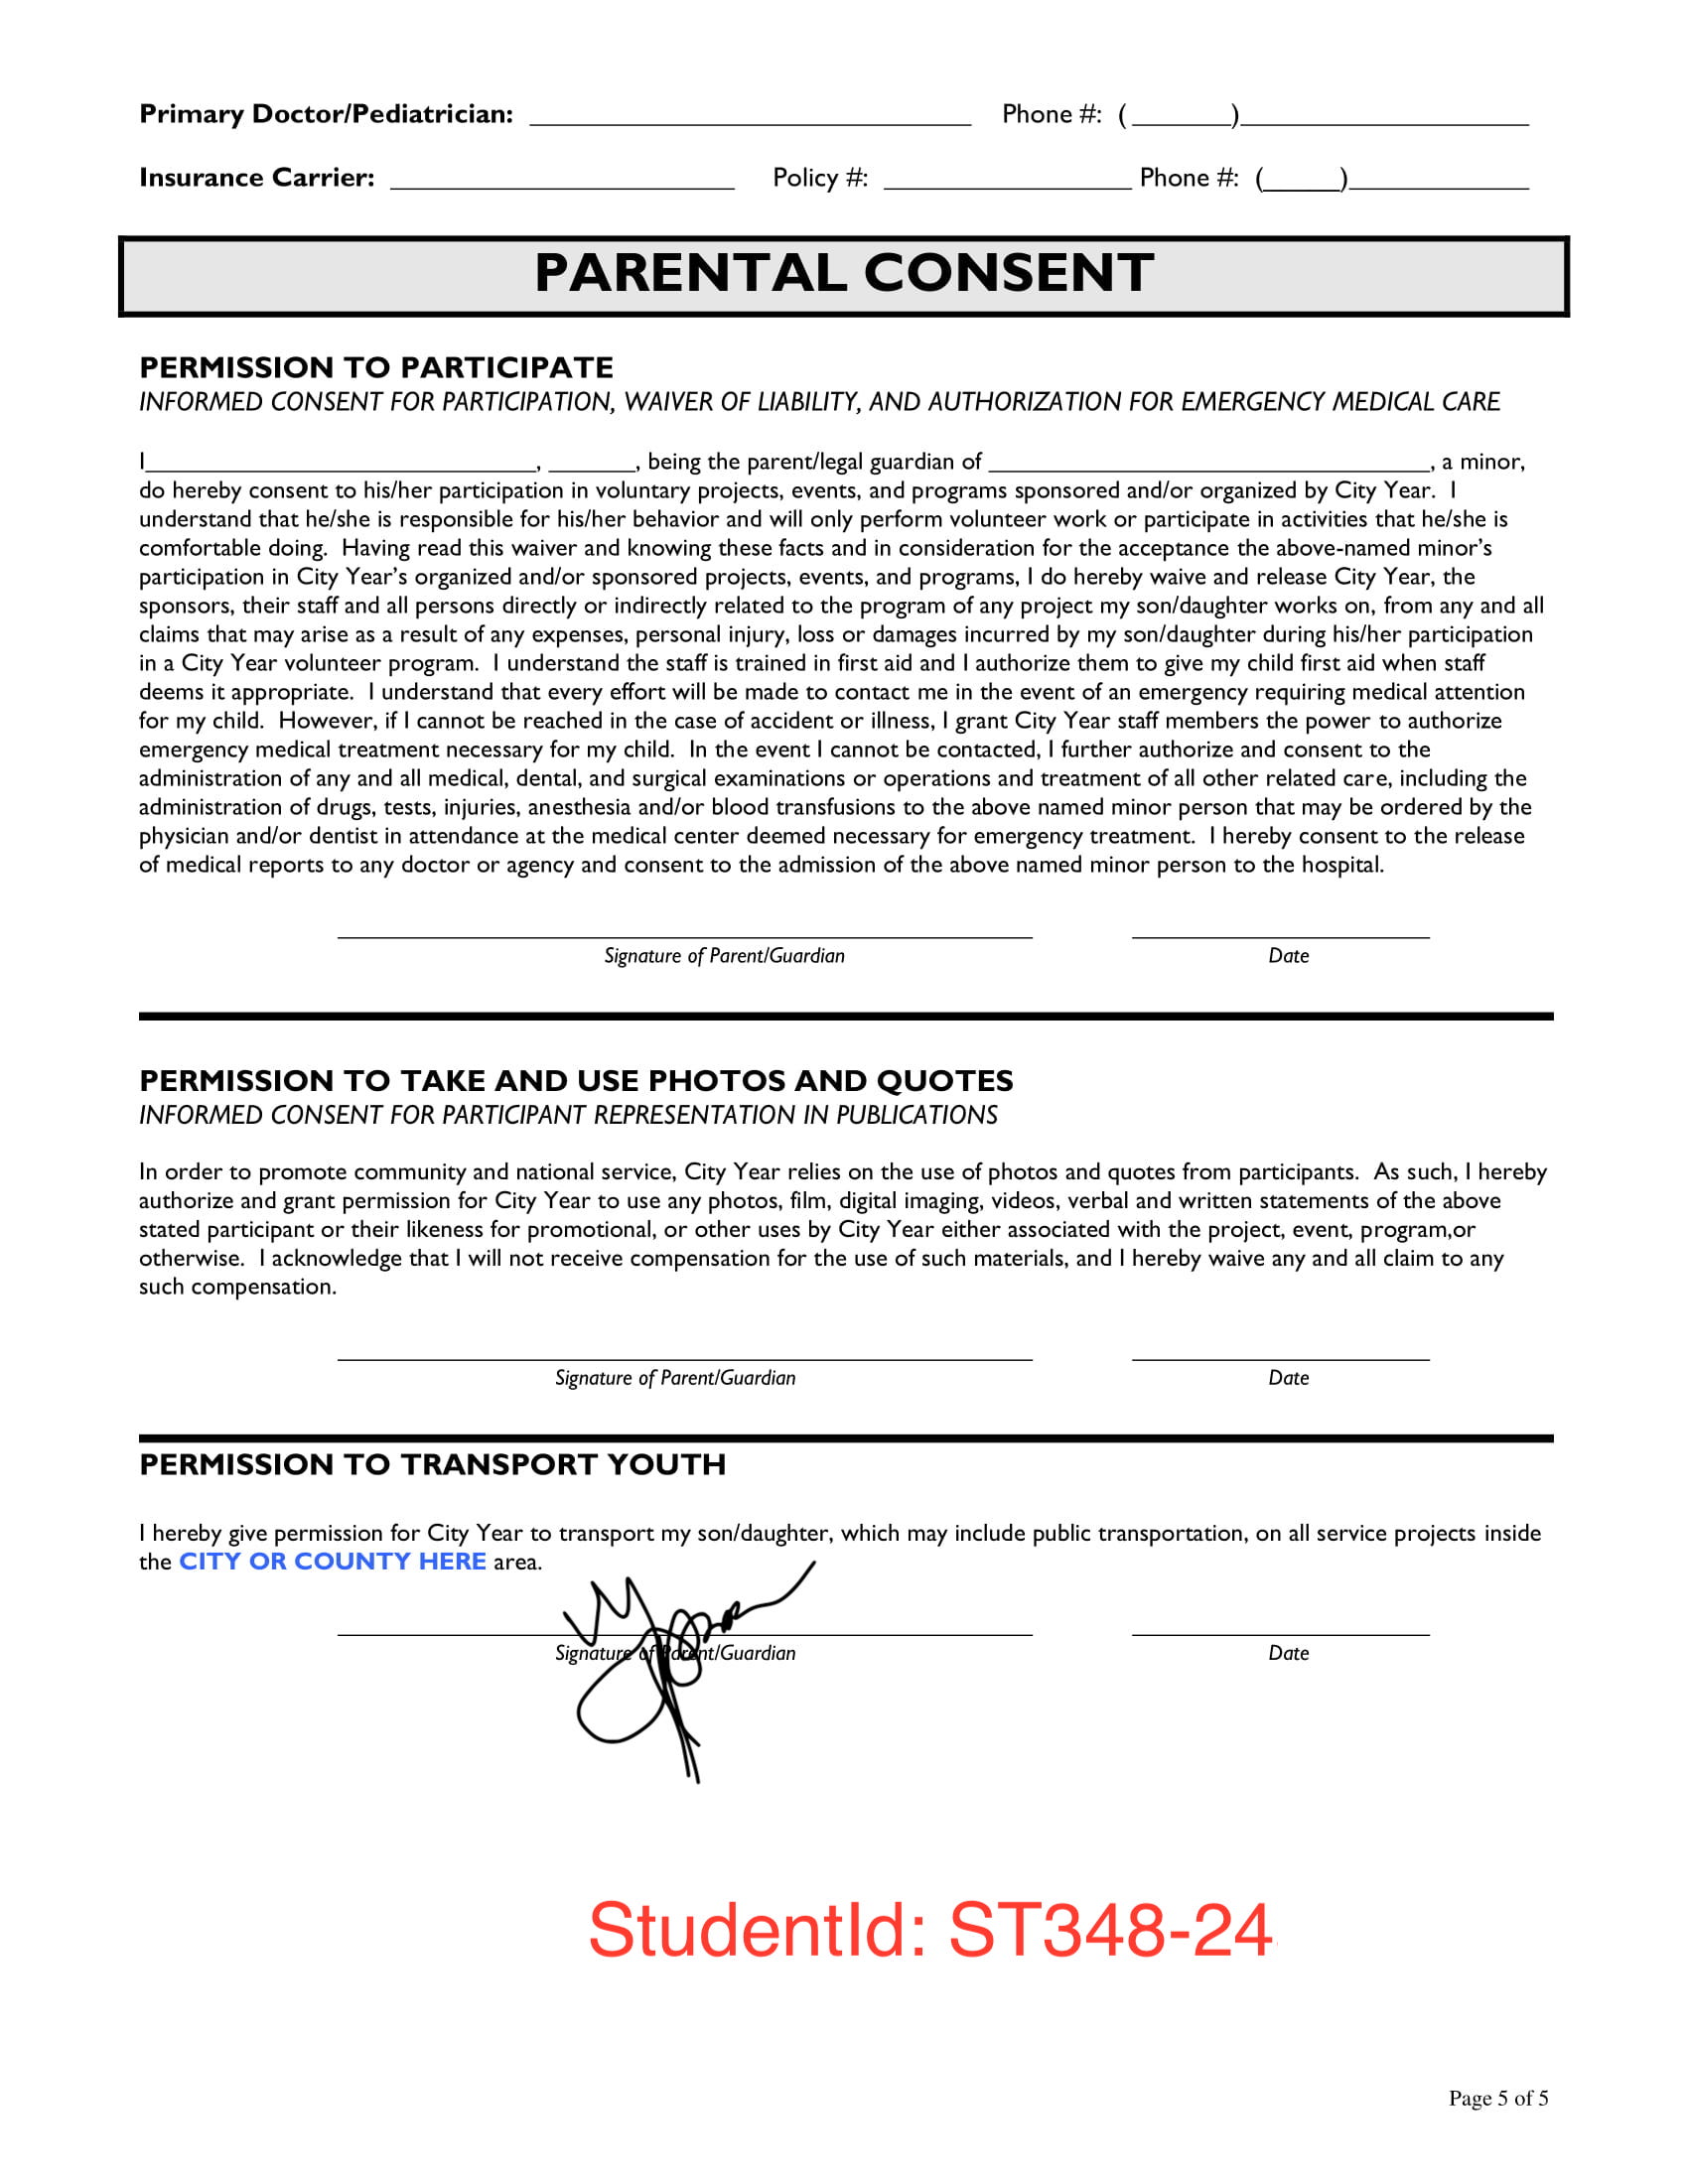 Primary Doctor/Pediatrician: ____________________ Phone #: ( _______)____________________
Insurance Carrier: ____________________ Policy #: ________________ Phone #: (_____)____________
PARENTAL CONSENT
PERMISSION TO PARTICIPATE
INFORMED CONSENT FOR PARTICIPATION, WAIVER OF LIABILITY, AND AUTHORIZATION FOR EMERGENCY MEDICAL CARE
I____________________________, ______, being the parent/legal guardian of ________________________________, a minor,
do hereby consent to his/her participation in voluntary projects, events, and programs sponsored and/or organized by City Year. I
understand that he/she is responsible for his/her behavior and will only perform volunteer work or participate in activities that he/she is
comfortable doing. Having read this waiver and knowing these facts and in consideration for the acceptance the above-named minor’s
participation in City Year’s organized and/or sponsored projects, events, and programs, I do hereby waive and release City Year, the
sponsors, their staff and all persons directly or indirectly related to the program of any project my son/daughter works on, from any and all
claims that may arise as a result of any expenses, personal injury, loss or damages incurred by my son/daughter during his/her participation
in a City Year volunteer program. I understand the staff is trained in first aid and I authorize them to give my child first aid when staff
deems it appropriate. I understand that every effort will be made to contact me in the event of an emergency requiring medical attention
for my child. However, if I cannot be reached in the case of accident or illness, I grant City Year staff members the power to authorize
emergency medical treatment necessary for my child. In the event I cannot be contacted, I further authorize and consent to the
administration of any and all medical, dental, and surgical examinations or operations and treatment of all other related care, including the
administration of drugs, tests, injuries, anesthesia and/or blood transfusions to the above named minor person that may be ordered by the
physician and/or dentist in attendance at the medical center deemed necessary for emergency treatment. I hereby consent to the release
of medical reports to any doctor or agency and consent to the admission of the above named minor person to the hospital.
Signature of Parent/Guardian Date
PERMISSION TO TAKE AND USE PHOTOS AND QUOTES
INFORMED CONSENT FOR PARTICIPANT REPRESENTATION IN PUBLICATIONS
In order to promote community and national service, City Year relies on the use of photos and quotes from participants. As such, I hereby
authorize and grant permission for City Year to use any photos, film, digital imaging, videos, verbal and written statements of the above
stated participant or their likeness for promotional, or other uses by City Year either associated with the project, event, program,or
otherwise. I acknowledge that I will not receive compensation for the use of such materials, and I hereby waive any and all claim to any
such compensation.
Signature of Parent/Guardian Date
PERMISSION TO TRANSPORT YOUTH
I hereby give permission for City Year to transport my son/daughter, which may include public transportation, on all service projects inside
the CITY OR COUNTY HERE area.
Signature of Parent/Guardian Date
StudentId: ST348-24
Page 5 of 5